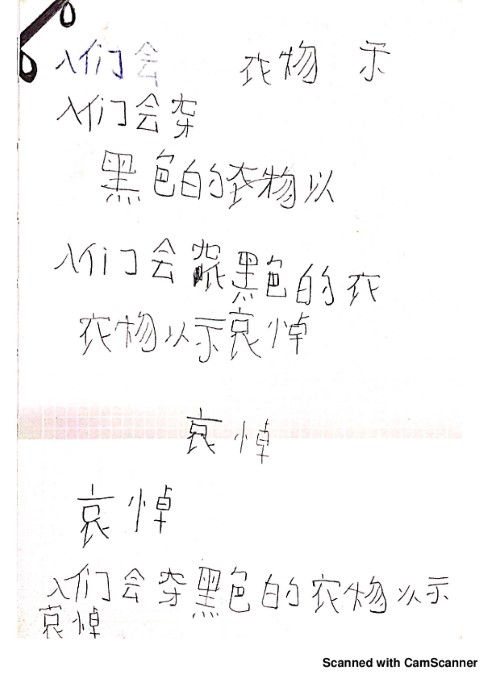 人们会 衣物 示
人们会穿
黑色的衣物以
人们会 黑色的衣
衣物以示哀悼
哀悼
哀悼
人们会穿黑色的衣物以示
哀悼
Scanned with CamScanner